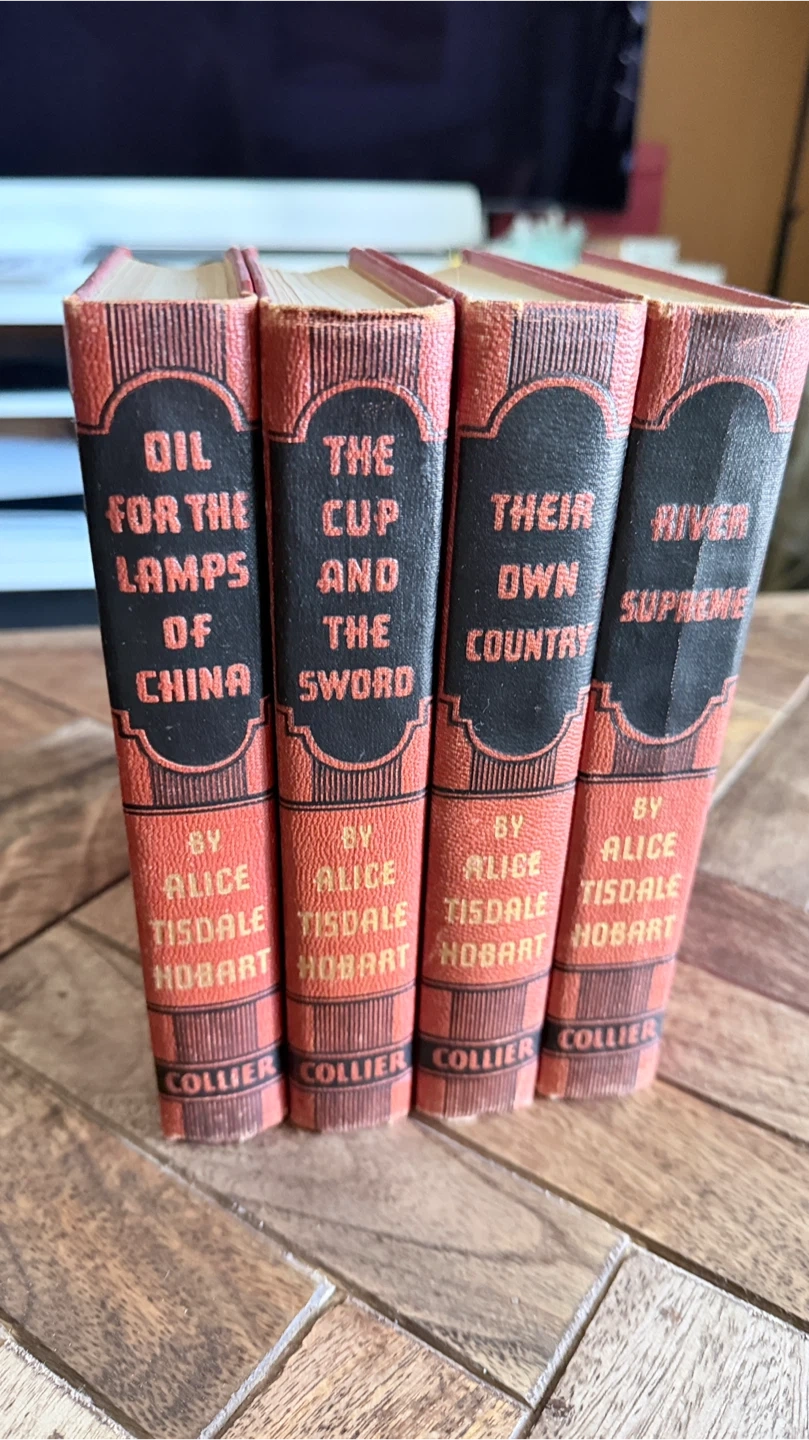 OIL
FOR THE
LAMPS
OF
CHINA
BY
ALICE
TISDALE
HOBART
COLLIER
THE
CUP
AND
THE
SWORD
BY
ALICE
TISDALE
HOBART
COLLIER
THEIR
OWN
COUNTRY
BY
ALICE
TISDALE
HOBART
COLLIER
RIVER
SUPREME
BY
ALICE
TISDALE
HOBART
COLLIER